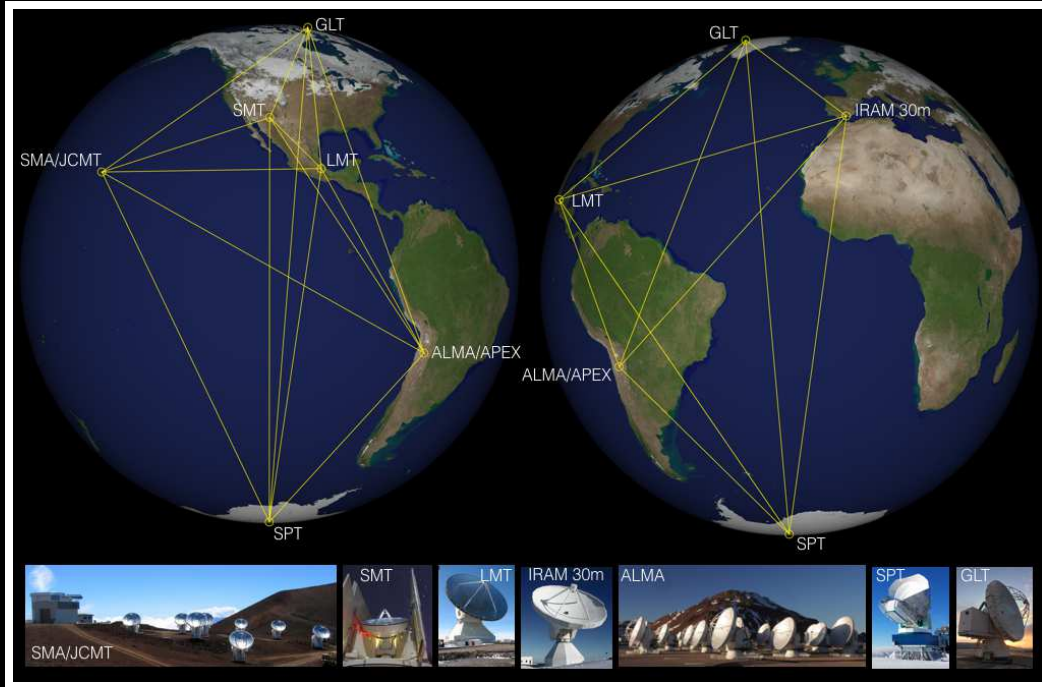 GLT
SMT
SMA/JCMT
LMT
ALMA/APEX
SPT
GLT
IRAM 30m
LMT
ALMA/APEX
SPT
SMA/JCMT
SMT
LMT
IRAM 30m
ALMA
SPT
GLT